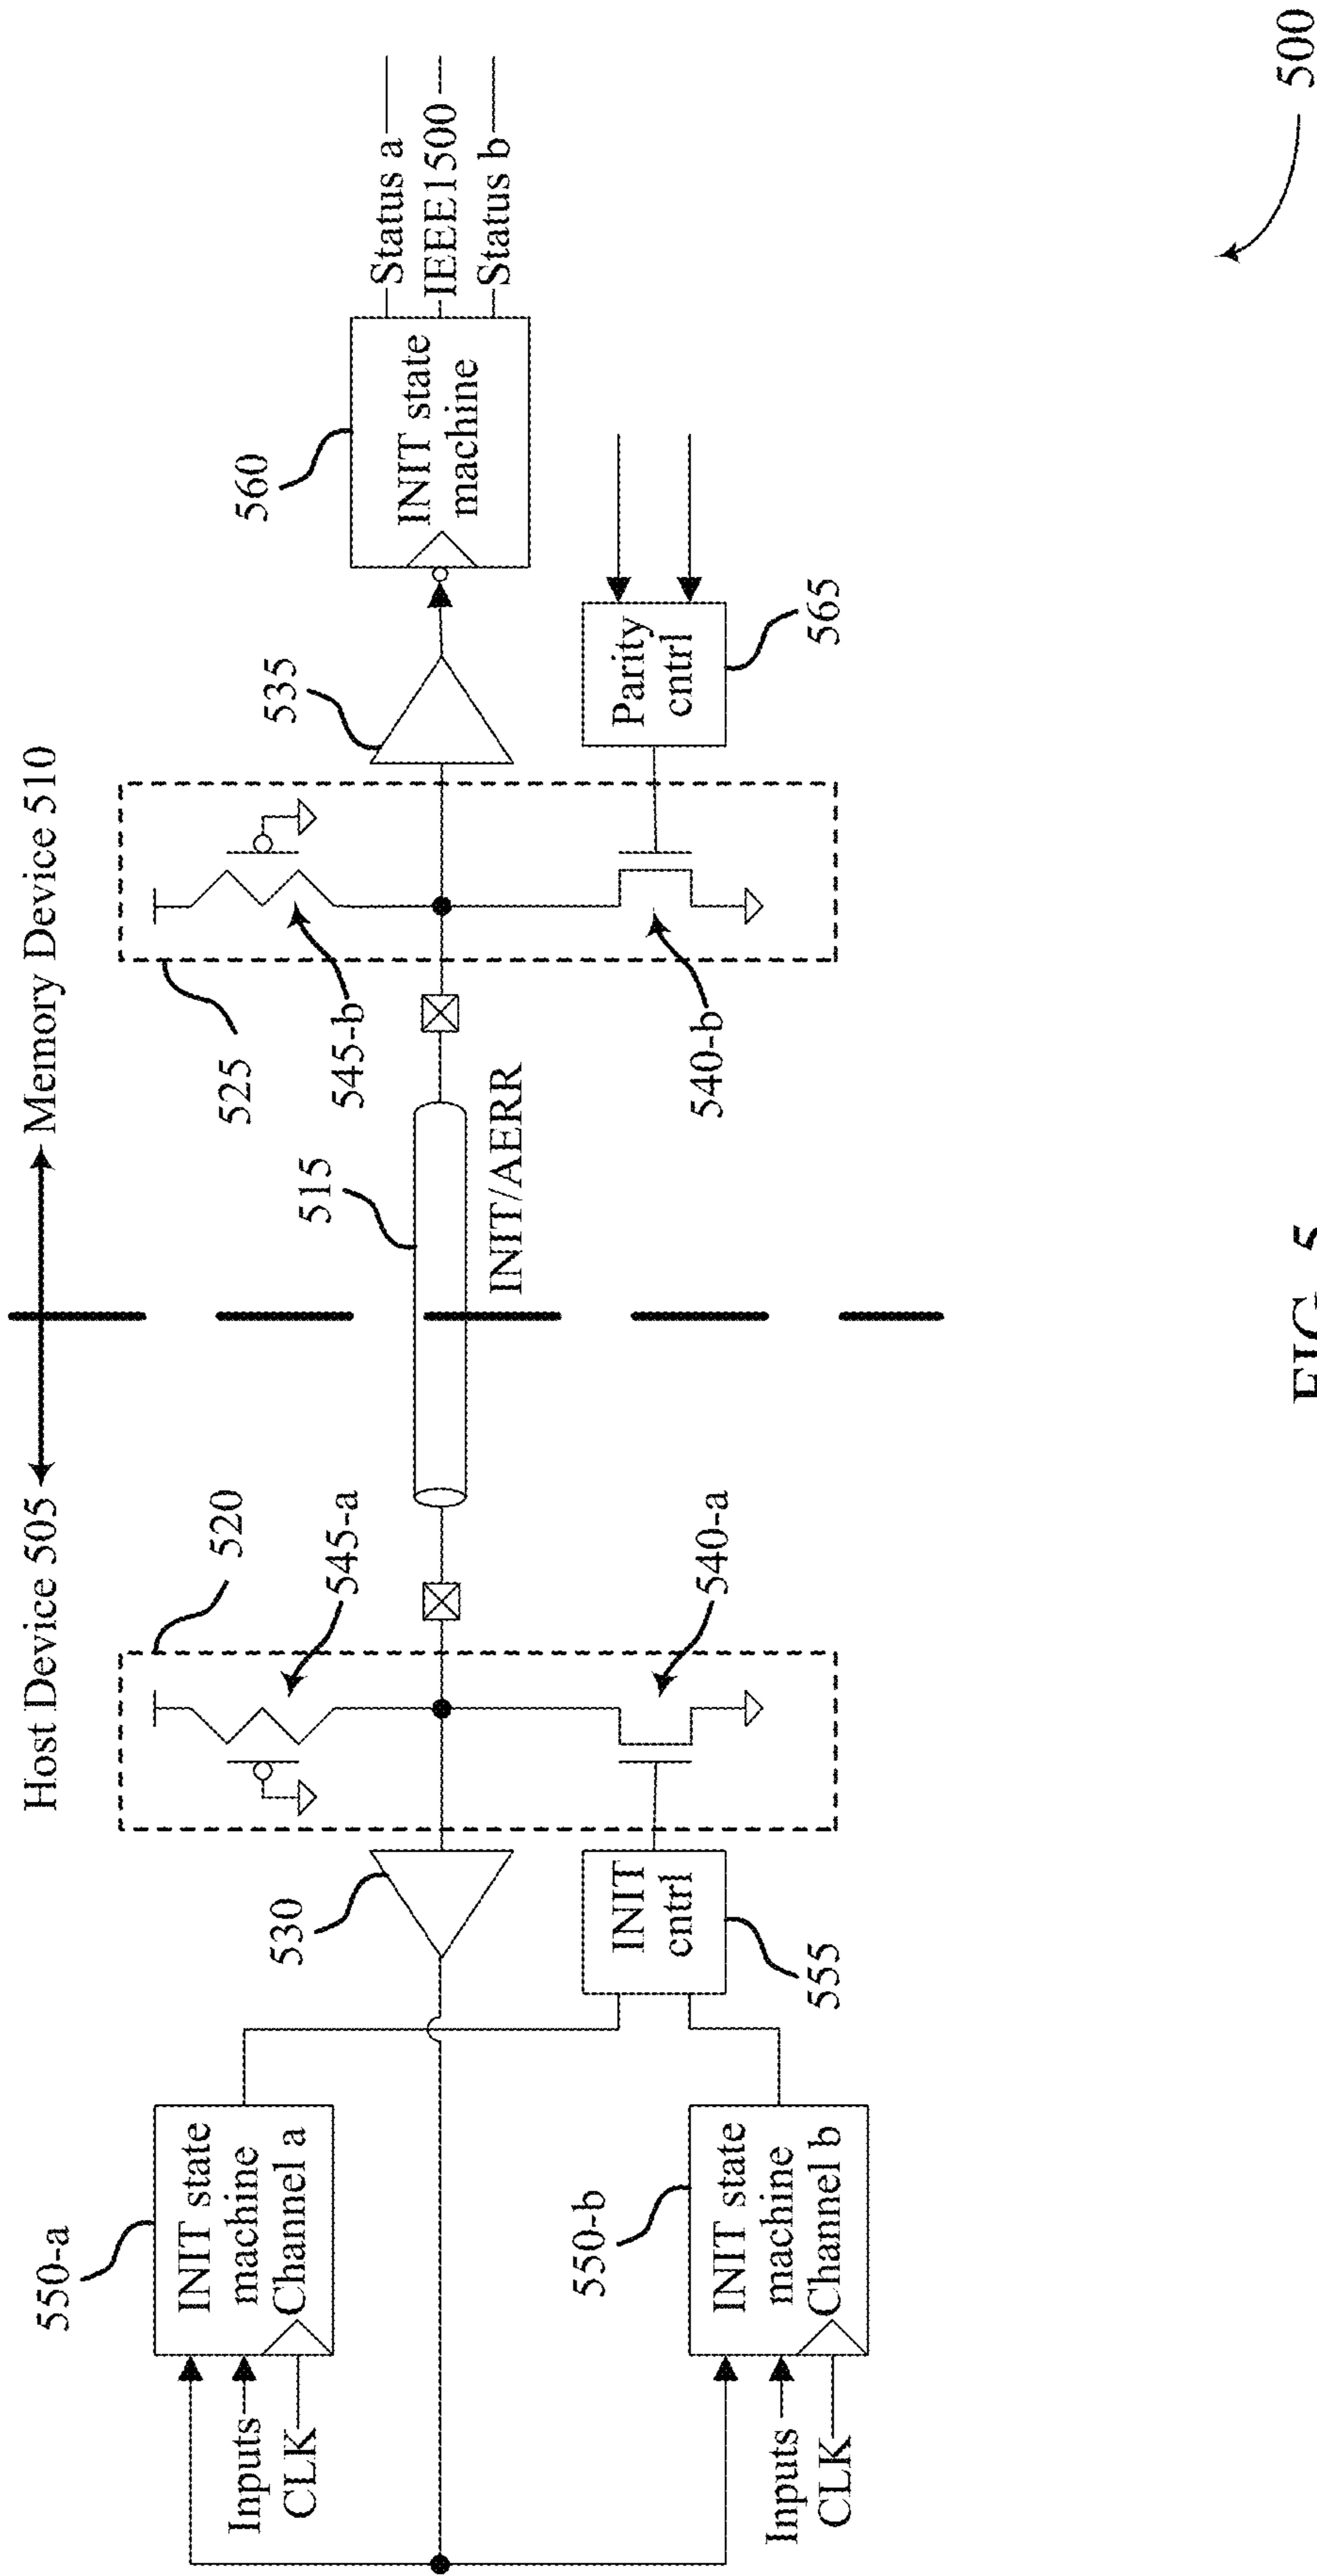 Host Device 505
Memory Device 510
550-a
INIT state
machine
Channel a
Inputs
CLK
550-b
INIT state
machine
Channel b
Inputs
CLK
530
INIT
cntrl
555
520
545-a
540-a
515
INIT/AERR
525
545-b
540-b
535
Parity
cntrl
565
560
INIT state
machine
Status a
IEEE1500
Status b
FIG. 5
500